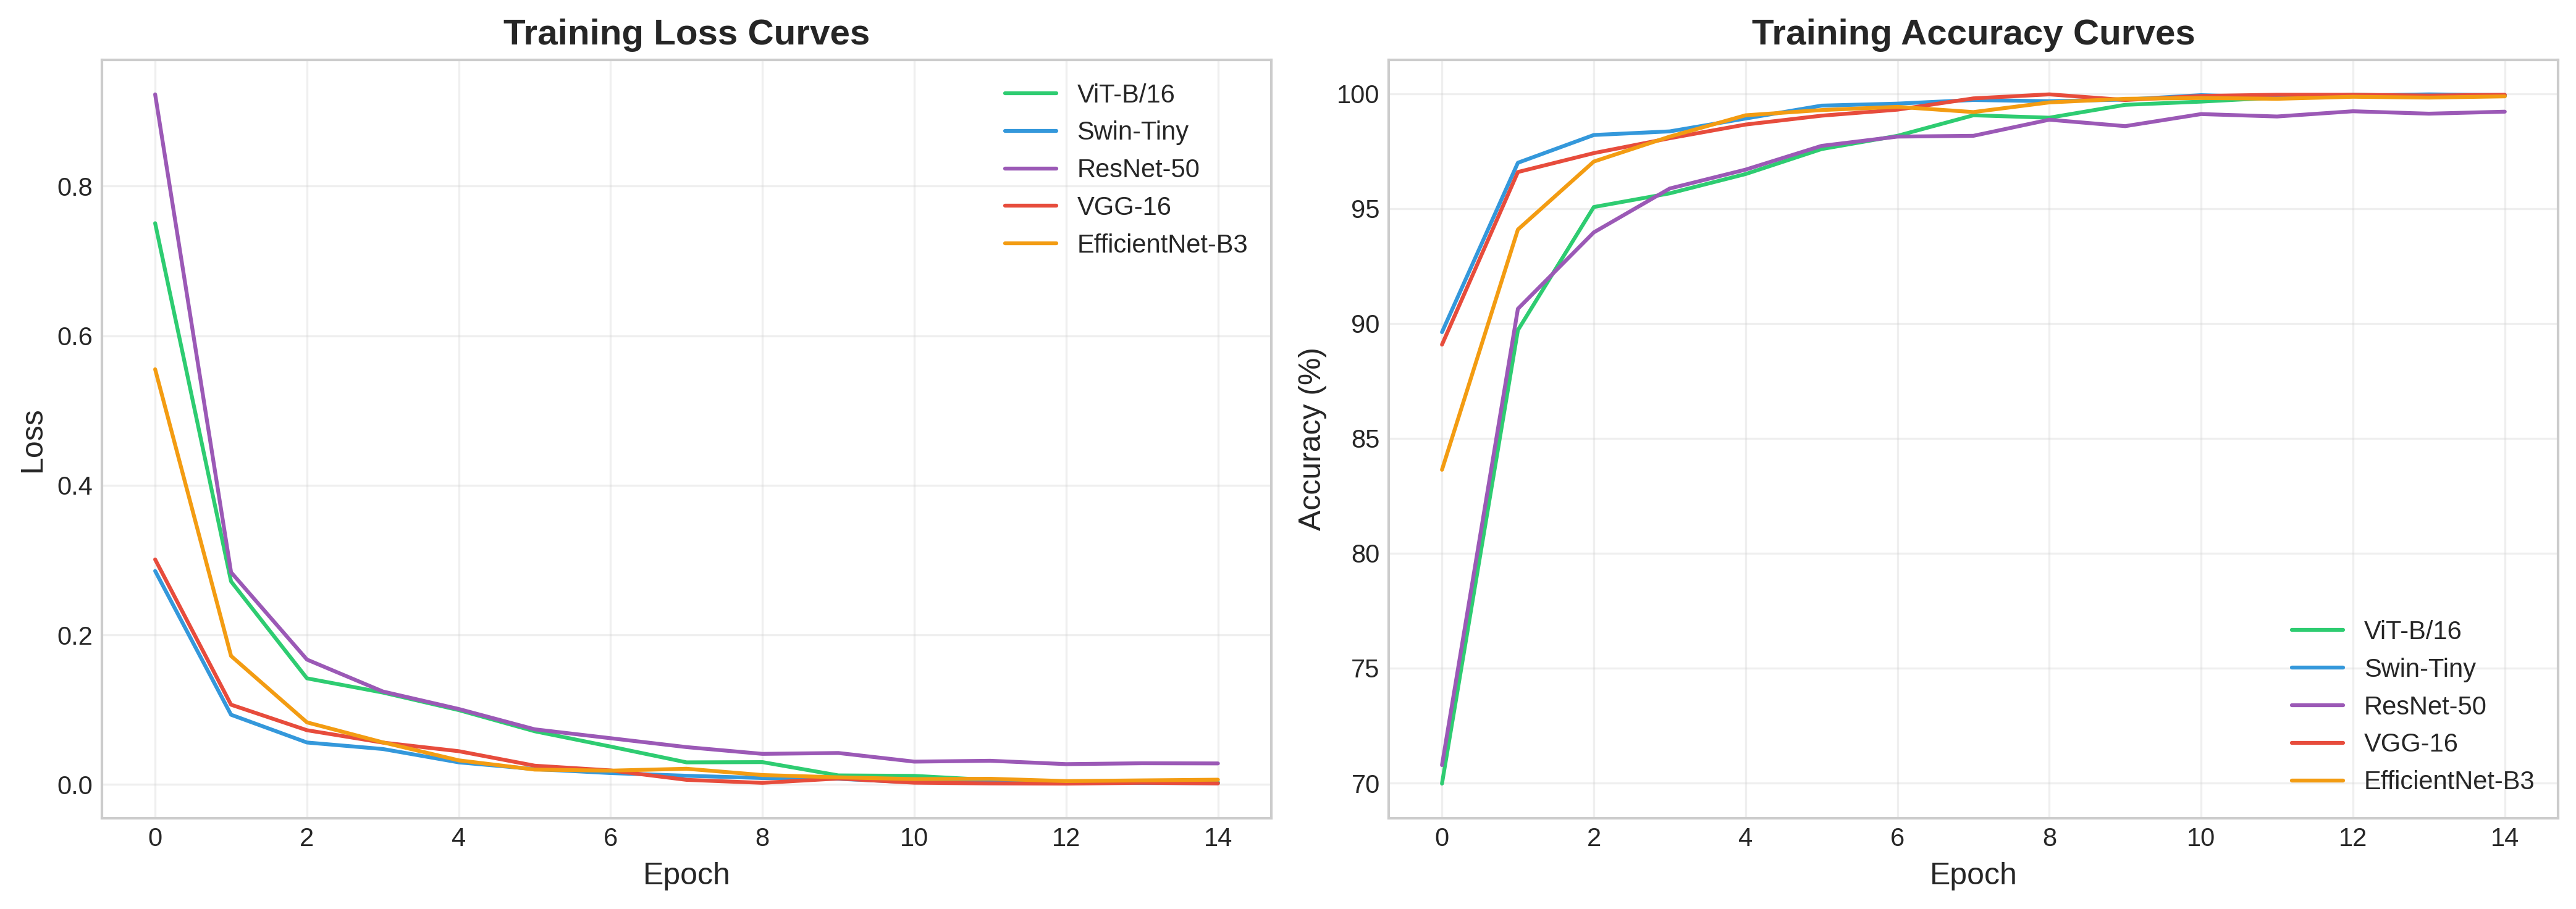 Training Loss Curves
Loss
0.8
0.6
0.4
0.2
0.0
0 2 4 6 8 10 12 14
Epoch
ViT-B/16
Swin-Tiny
ResNet-50
VGG-16
EfficientNet-B3
Training Accuracy Curves
Accuracy (%)
100
95
90
85
80
75
70
0 2 4 6 8 10 12 14
Epoch
ViT-B/16
Swin-Tiny
ResNet-50
VGG-16
EfficientNet-B3